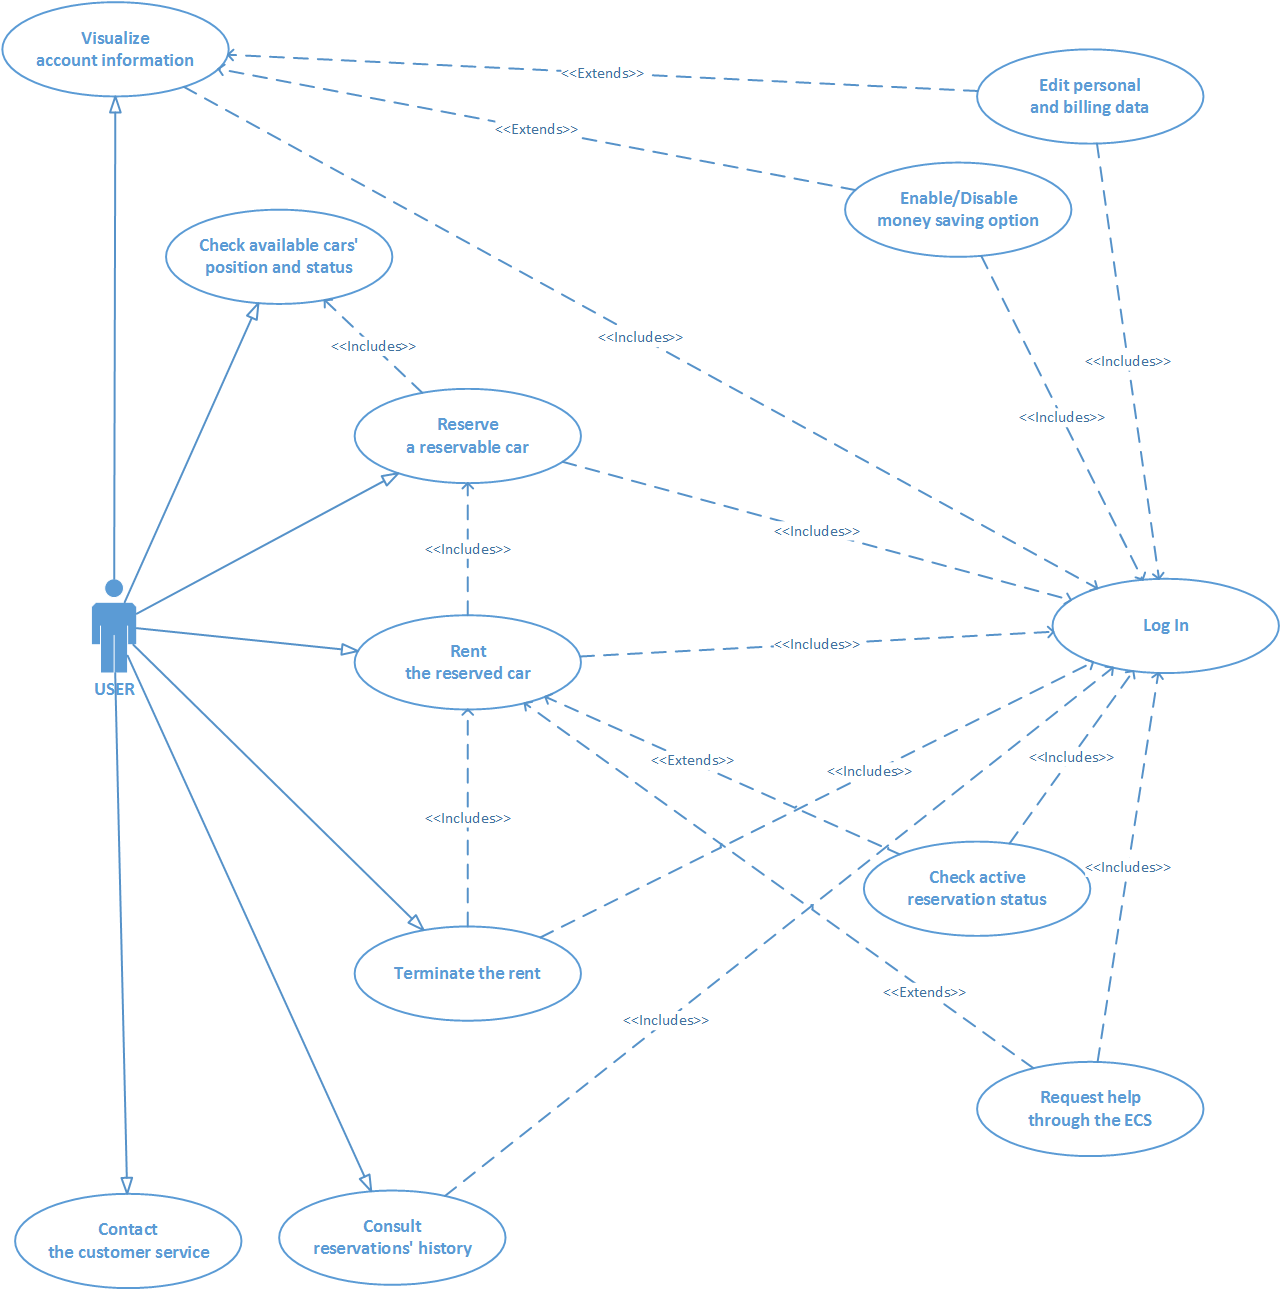 Visualize
account information
<<Extends>>
Edit personal
and billing data
<<Extends>>
Enable/Disable
money saving option
Check available cars'
position and status
<<Includes>>
<<Includes>>
<<Includes>>
<<Includes>>
Reserve
a reservable car
<<Includes>>
<<Includes>>
Log In
USER
Rent
the reserved car
<<Includes>>
<<Extends>>
<<Includes>>
<<Includes>>
<<Includes>>
Check active
reservation status
<<Includes>>
Terminate the rent
<<Extends>>
<<Includes>>
Request help
through the ECS
Contact
the customer service
Consult
reservations' history